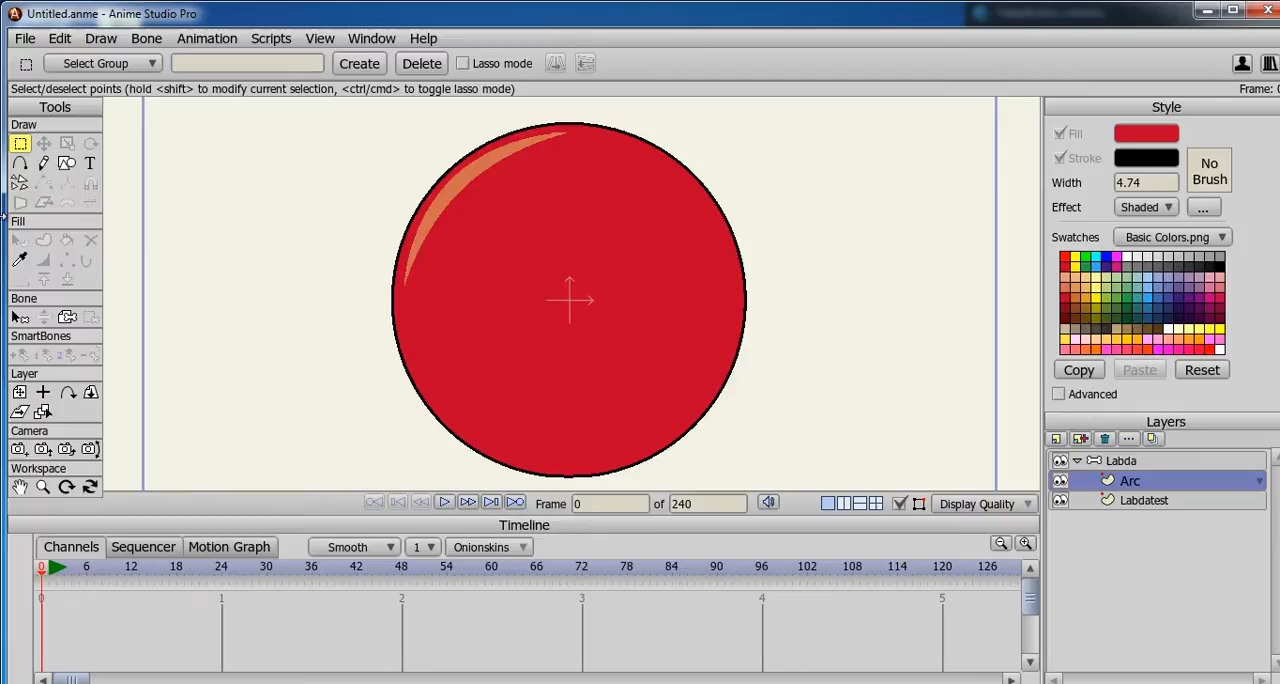 Untitled.anme - Anime Studio Pro
File Edit Draw Bone Animation Scripts View Window Help
Select Group Create Delete Lasso mode
Select/deselect points (hold <shift> to modify current selection, <ctrl/cmd> to toggle lasso mode)
Frame: 0
Tools
Draw
T
Fill
Bone
SmartBones
Layer
Camera
Workspace
Style
Fill
Stroke
No
Brush
Width 4.74
Effect Shaded ...
Swatches Basic Colors.png
Copy Paste Reset
Advanced
Layers
Labda
Arc
Labdatest
Frame 0 of 240 Display Quality
Timeline
Channels Sequencer Motion Graph Smooth 1 Onionskins
0 6 12 18 24 30 36 42 48 54 60 66 72 78 84 90 96 102 108 114 120 126
0 1 2 3 4 5